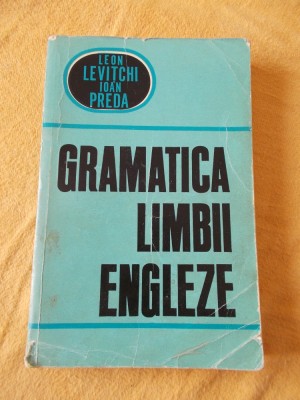 LEON
LEVITCHI
IOAN
PREDA
GRAMATICA
LIMBII
ENGLEZE